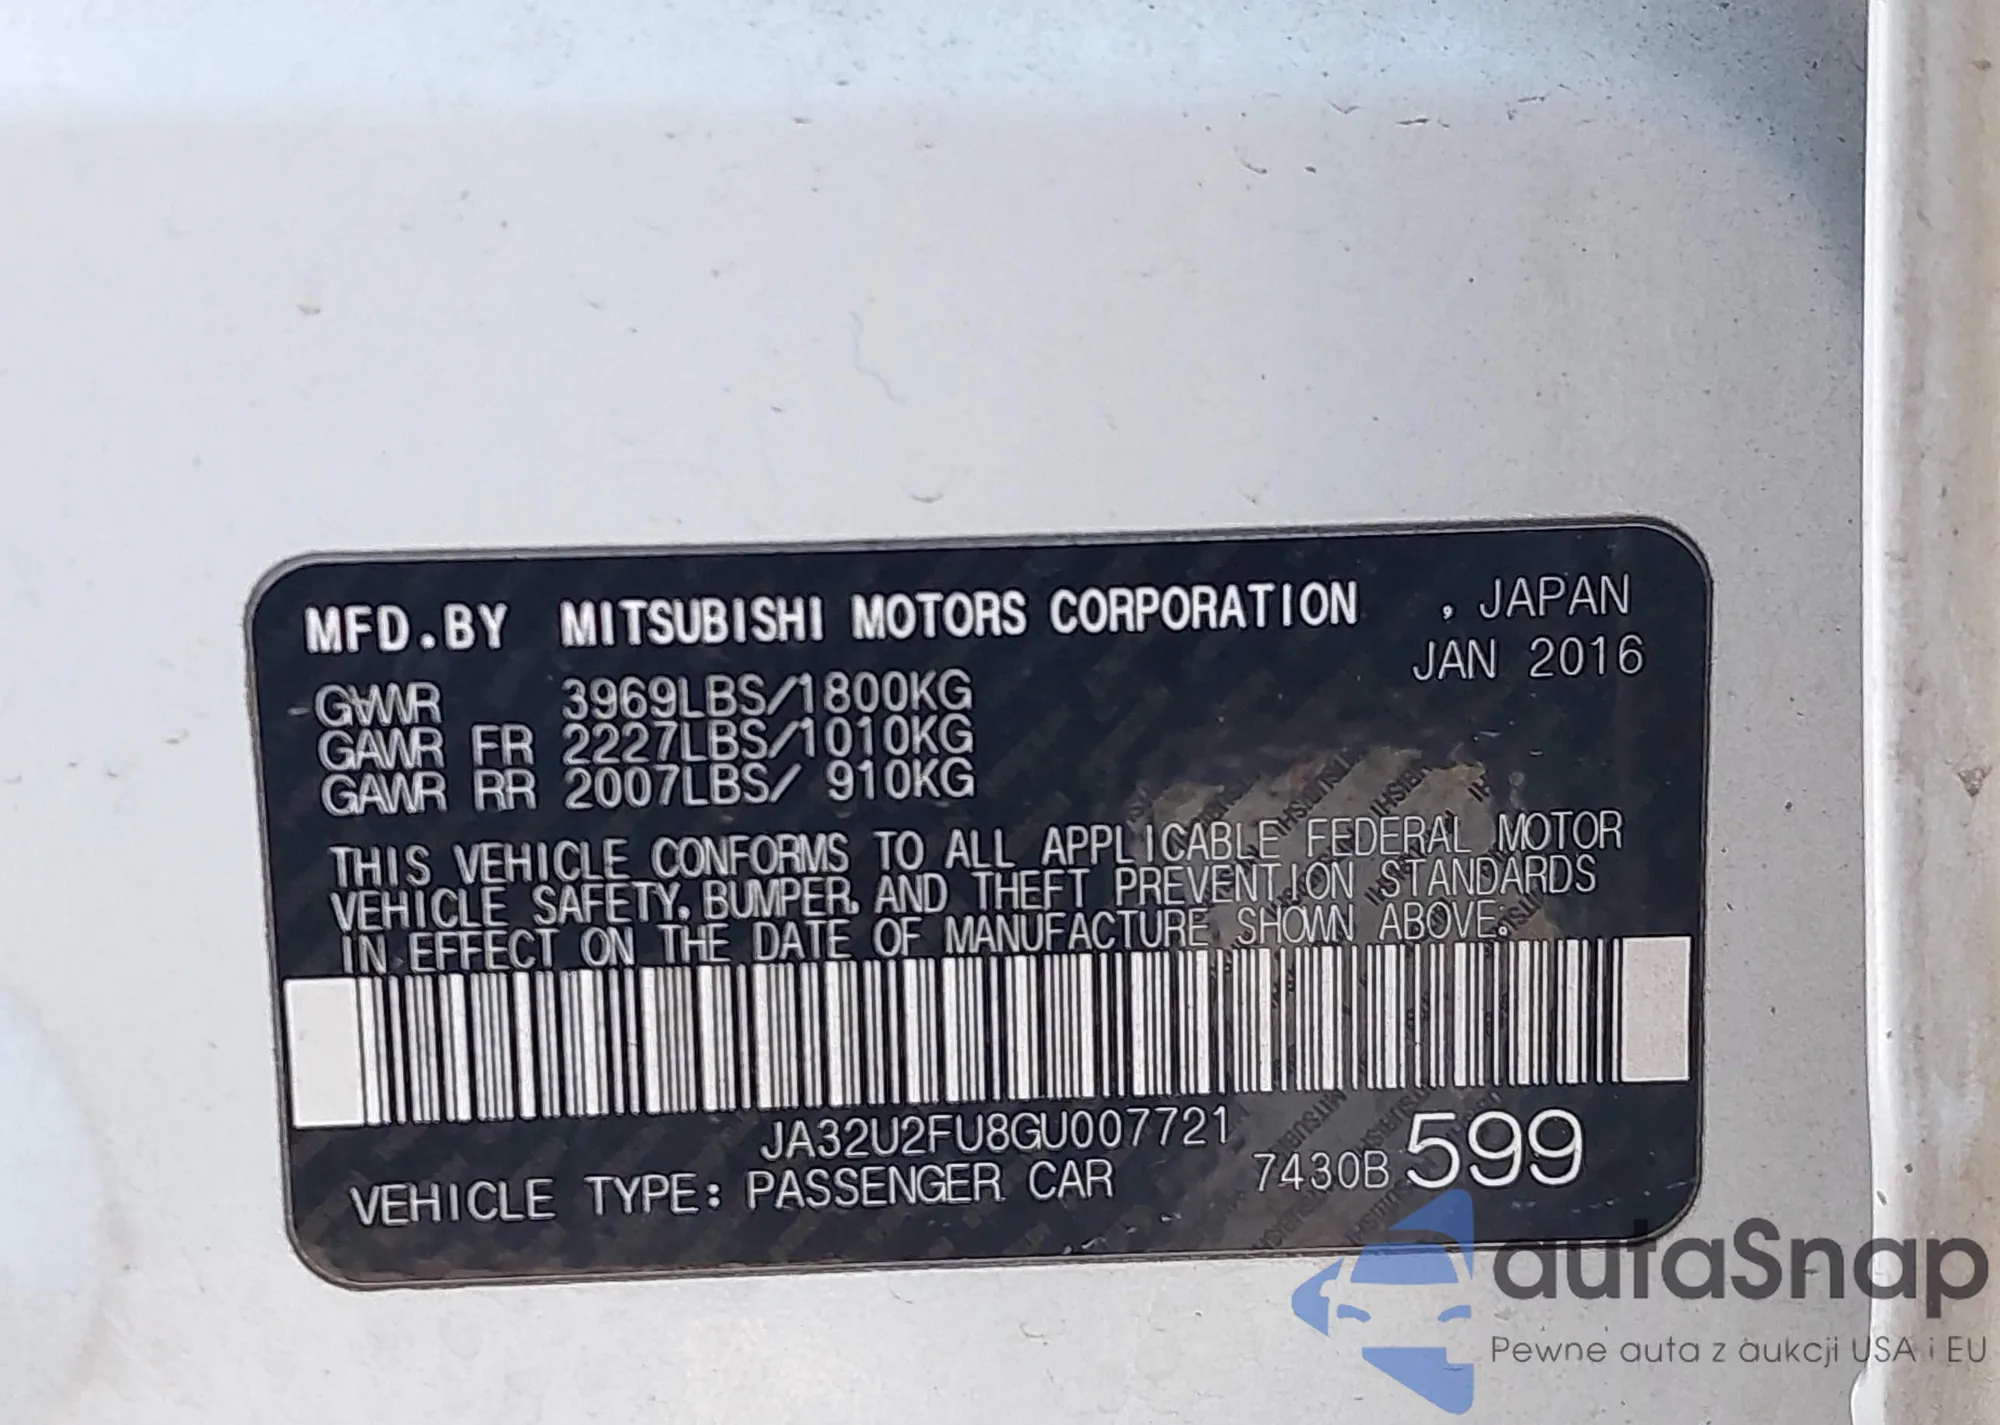 MFD.BY MITSUBISHI MOTORS CORPORATION , JAPAN
JAN 2016
GVWR 3969LBS/1800KG
GAWR FR 2227LBS/1010KG
GAWR RR 2007LBS/ 910KG
THIS VEHICLE CONFORMS TO ALL APPLICABLE FEDERAL MOTOR
VEHICLE SAFETY, BUMPER, AND THEFT PREVENTION STANDARDS
IN EFFECT ON THE DATE OF MANUFACTURE SHOWN ABOVE.
JA32U2FU8GU007721
VEHICLE TYPE: PASSENGER CAR 7430B 599
autaSnap
Pewne auta z aukcji USA i EU